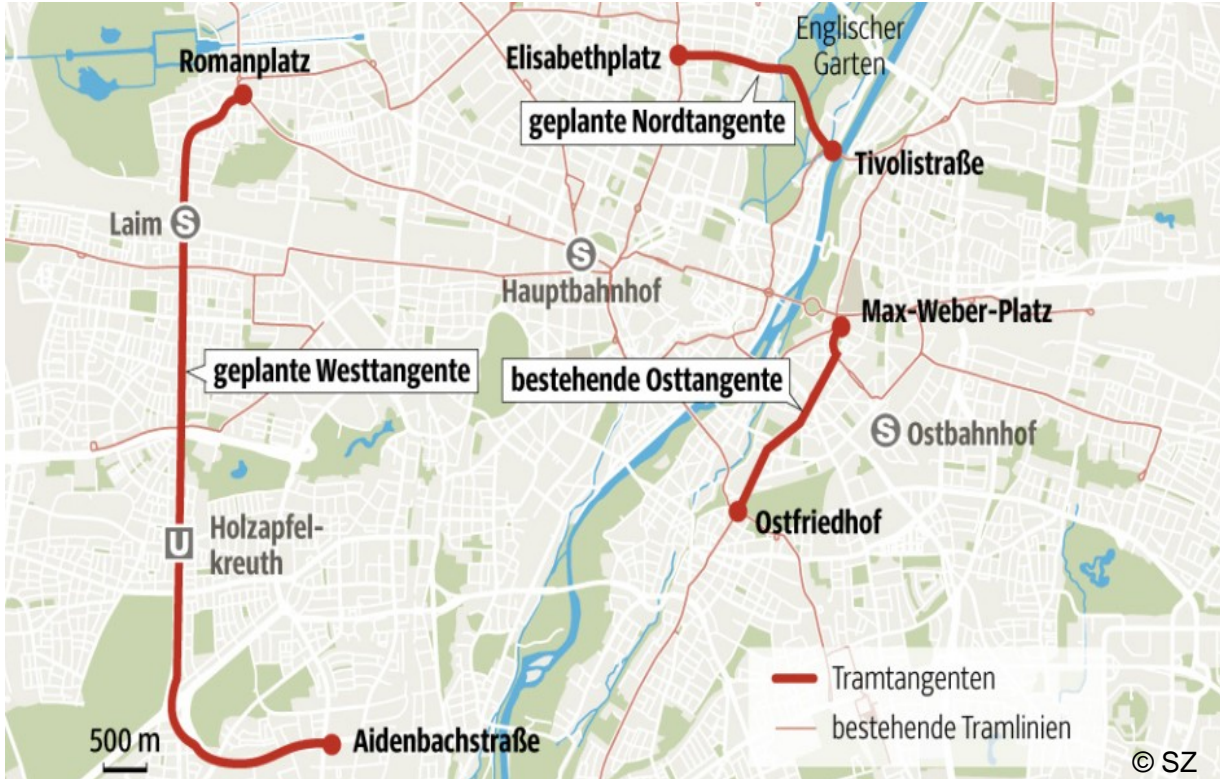 Englischer
Garten
Romanplatz
Elisabethplatz
geplante Nordtangente
Tivolistraße
Laim S
S
Hauptbahnhof
Max-Weber-Platz
geplante Westtangente
bestehende Osttangente
S Ostbahnhof
Ostfriedhof
U Holzapfel-
kreuth
Tramtangenten
bestehende Tramlinien
500 m
Aidenbachstraße
© SZ